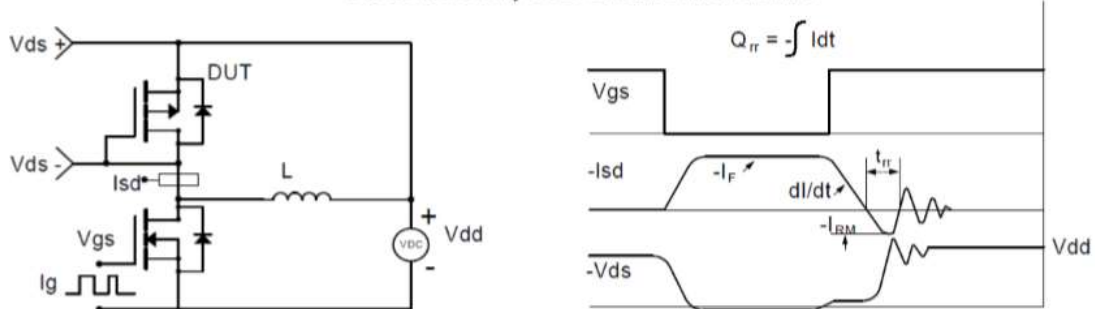 Vds +
DUT
Vds -
Isd
L
+
VDC
Vdd
-
Vgs
Ig
Qrr = -∫ Idt
Vgs
-Isd
-IF
dI/dt
trr
-IRM
Vdd
-Vds